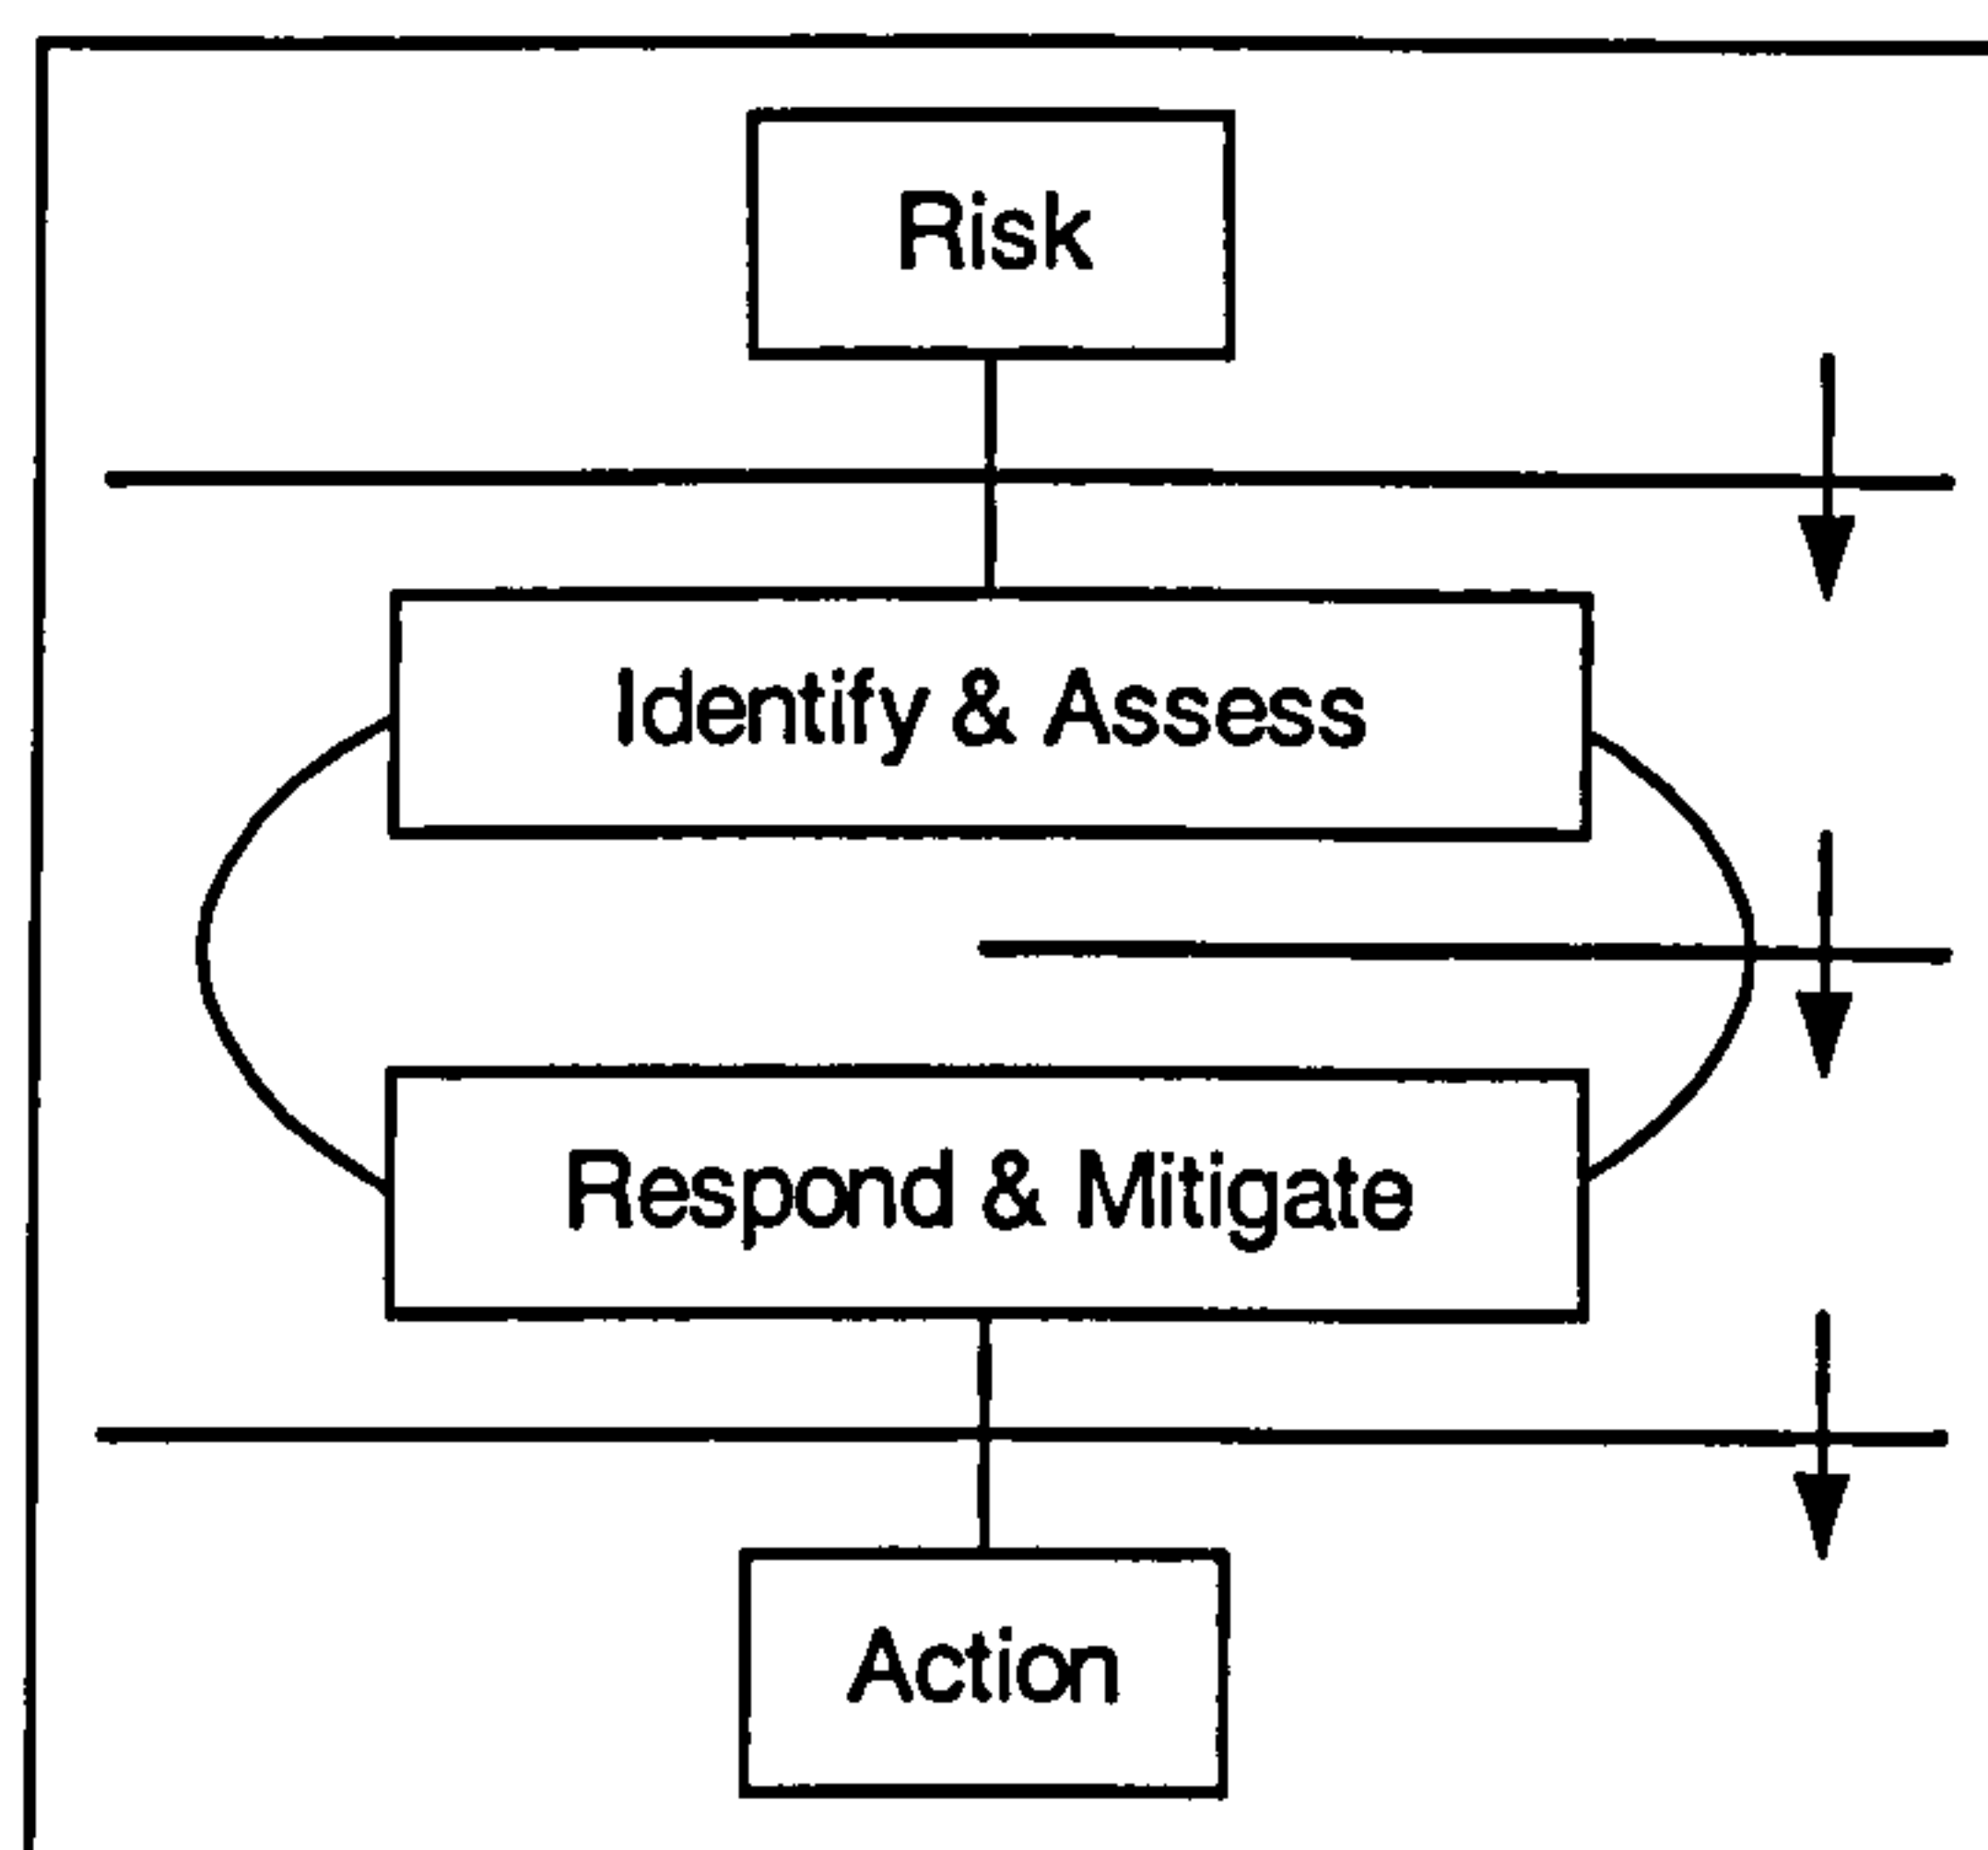 Risk
Identify & Assess
Respond & Mitigate
Action